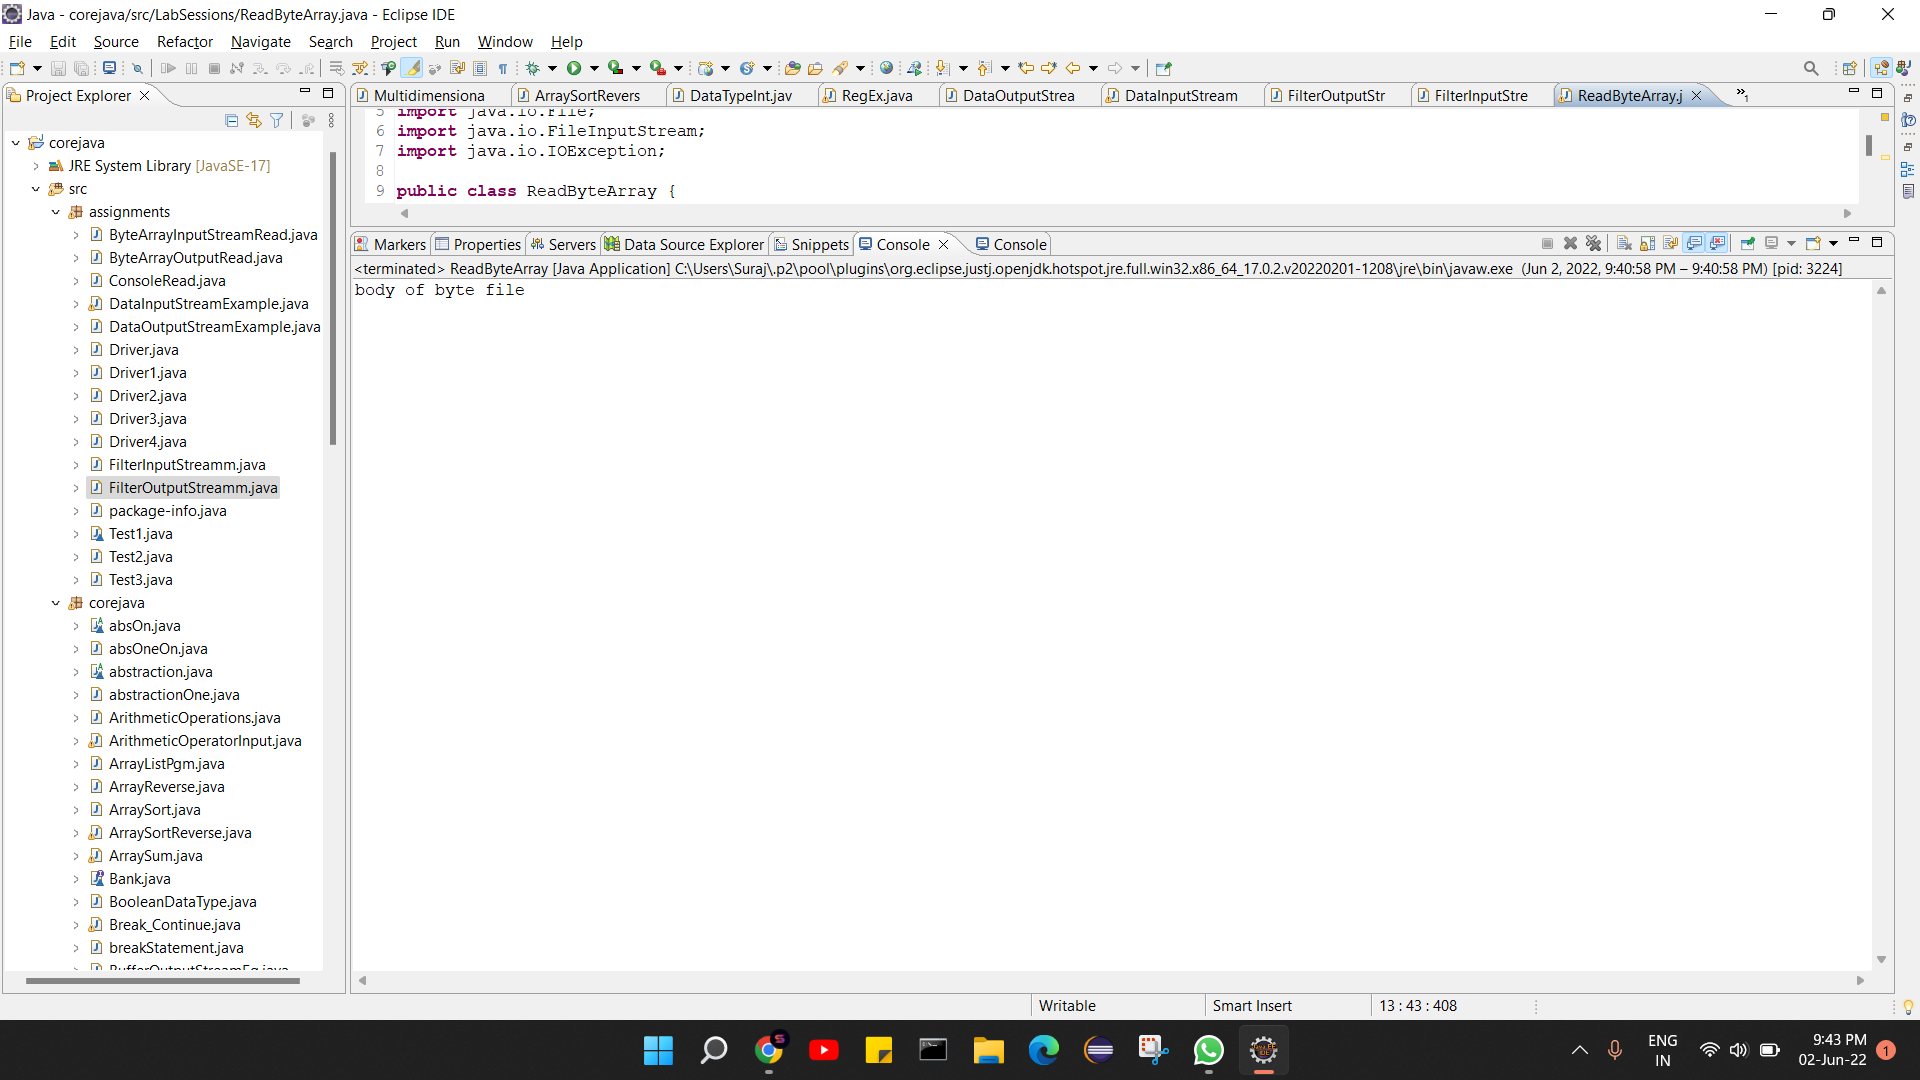 Java - corejava/src/LabSessions/ReadByteArray.java - Eclipse IDE
File Edit Source Refactor Navigate Search Project Run Window Help
Project Explorer
corejava
JRE System Library [JavaSE-17]
src
assignments
ByteArrayInputStreamRead.java
ByteArrayOutputRead.java
ConsoleRead.java
DataInputStreamExample.java
DataOutputStreamExample.java
Driver.java
Driver1.java
Driver2.java
Driver3.java
Driver4.java
FilterInputStreamm.java
FilterOutputStreamm.java
package-info.java
Test1.java
Test2.java
Test3.java
corejava
absOn.java
absOneOn.java
abstraction.java
abstractionOne.java
ArithmeticOperations.java
ArithmeticOperatorInput.java
ArrayListPgm.java
ArrayReverse.java
ArraySort.java
ArraySortReverse.java
ArraySum.java
Bank.java
BooleanDataType.java
Break_Continue.java
breakStatement.java
BufferOutputStreamEg.java
Multidimensiona ArraySortRevers DataTypeInt.jav RegEx.java DataOutputStrea DataInputStream FilterOutputStr FilterInputStre ReadByteArray.j »1
5 import java.io.File;
6 import java.io.FileInputStream;
7 import java.io.IOException;
8
9 public class ReadByteArray {
Markers Properties Servers Data Source Explorer Snippets Console Console
<terminated> ReadByteArray [Java Application] C:\Users\Suraj\.p2\pool\plugins\org.eclipse.justj.openjdk.hotspot.jre.full.win32.x86_64_17.0.2.v20220201-1208\jre\bin\javaw.exe (Jun 2, 2022, 9:40:58 PM – 9:40:58 PM) [pid: 3224]
body of byte file
Writable Smart Insert 13 : 43 : 408
ENG
IN
9:43 PM
02-Jun-22
1